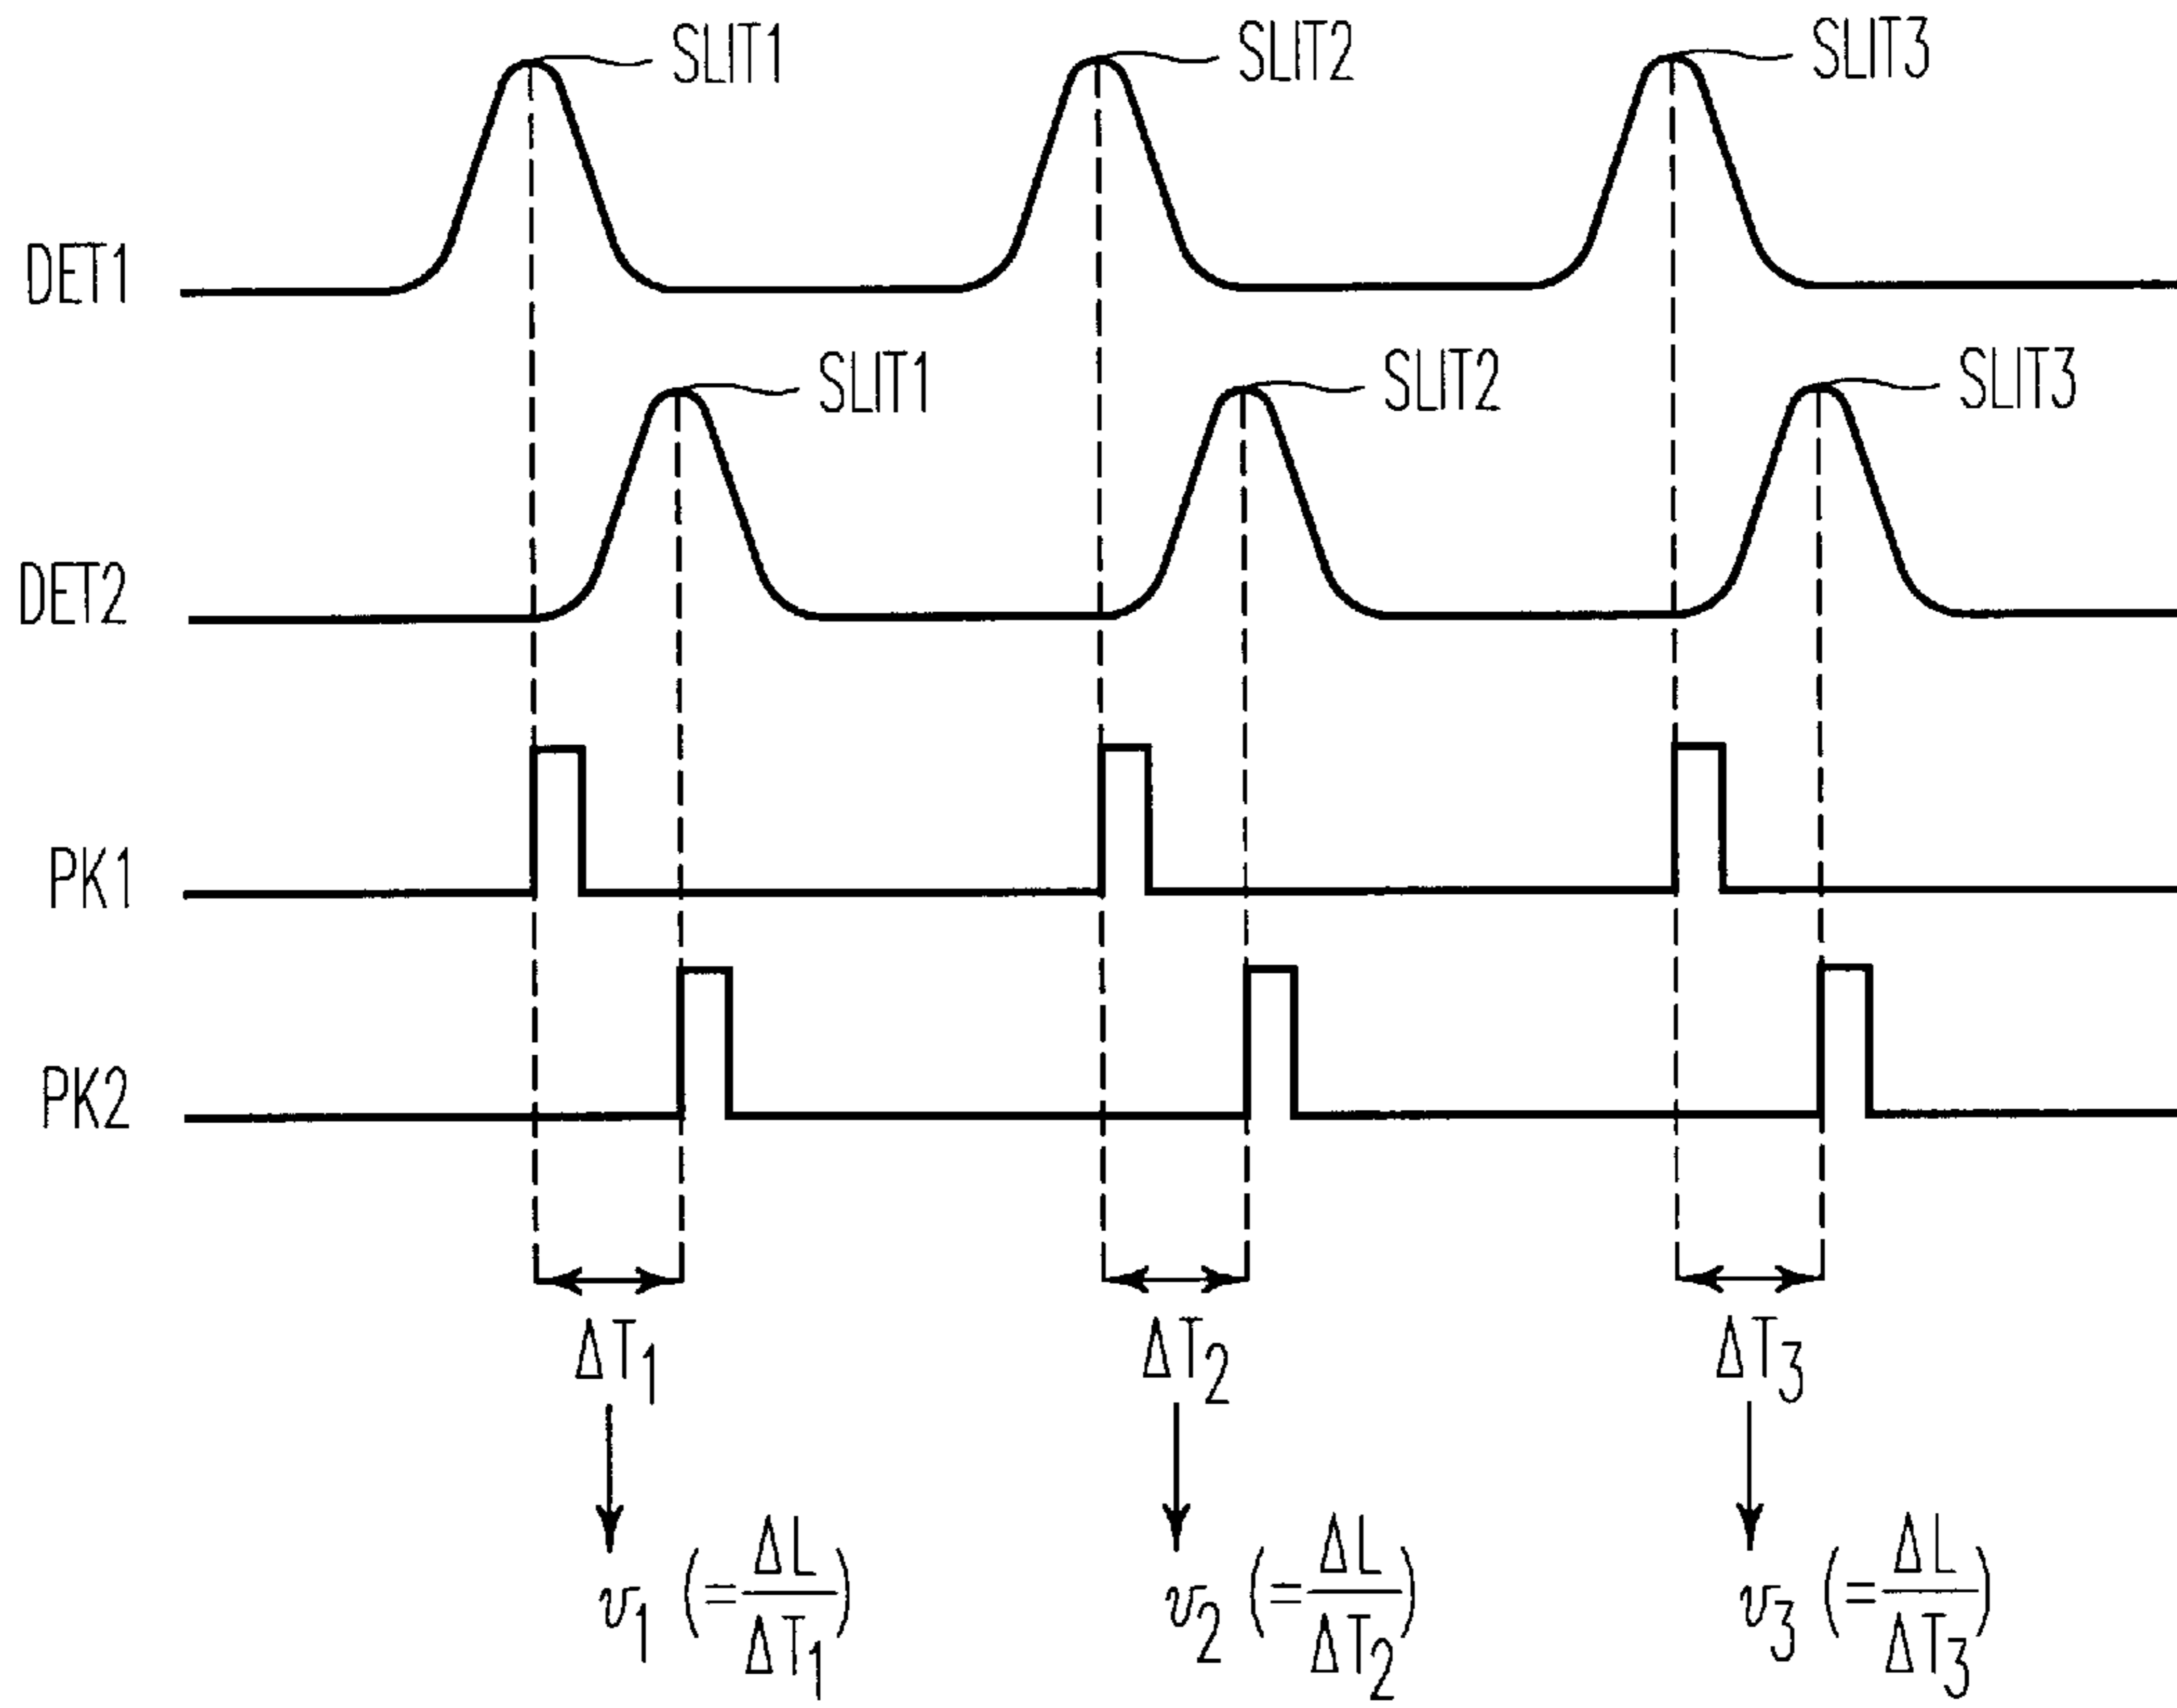 SLIT1 SLIT2 SLIT3
DET1
SLIT1 SLIT2 SLIT3
DET2
PK1
PK2
ΔT1 ΔT2 ΔT3
v1 (=ΔL/ΔT1) v2 (=ΔL/ΔT2) v3 (=ΔL/ΔT3)